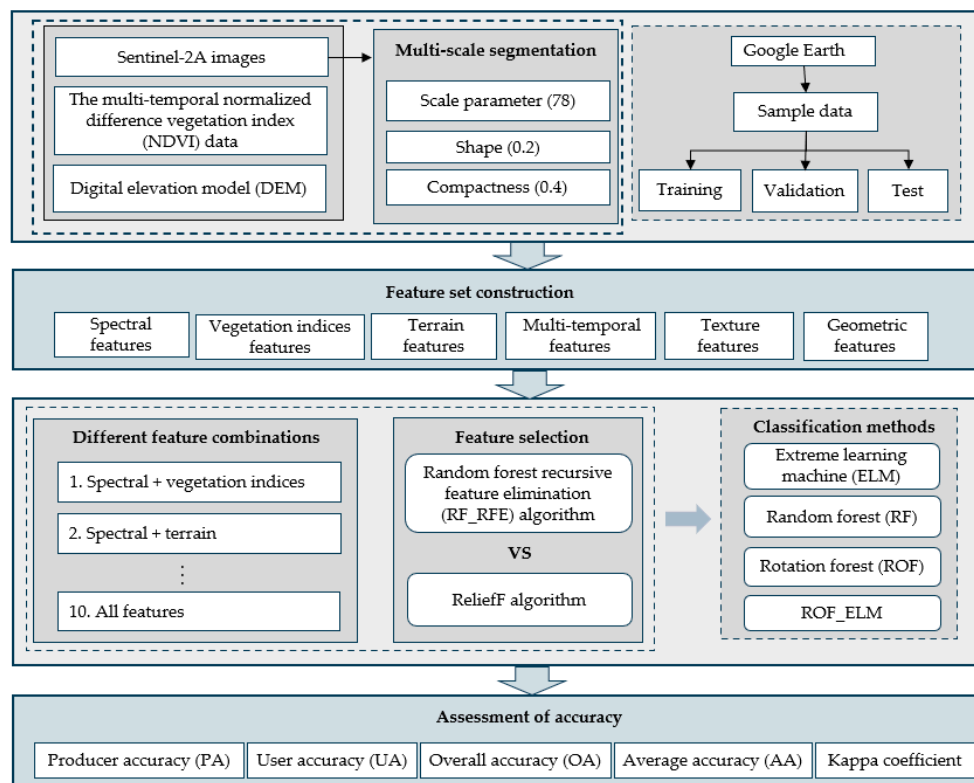 Sentinel-2A images
The multi-temporal normalized
difference vegetation index
(NDVI) data
Digital elevation model (DEM)
Multi-scale segmentation
Scale parameter (78)
Shape (0.2)
Compactness (0.4)
Google Earth
Sample data
Training
Validation
Test
Feature set construction
Spectral
features
Vegetation indices
features
Terrain
features
Multi-temporal
features
Texture
features
Geometric
features
Different feature combinations
1. Spectral + vegetation indices
2. Spectral + terrain
⋮
10. All features
Feature selection
Random forest recursive
feature elimination
(RF_RFE) algorithm
VS
ReliefF algorithm
Classification methods
Extreme learning
machine (ELM)
Random forest (RF)
Rotation forest (ROF)
ROF_ELM
Assessment of accuracy
Producer accuracy (PA)
User accuracy (UA)
Overall accuracy (OA)
Average accuracy (AA)
Kappa coefficient